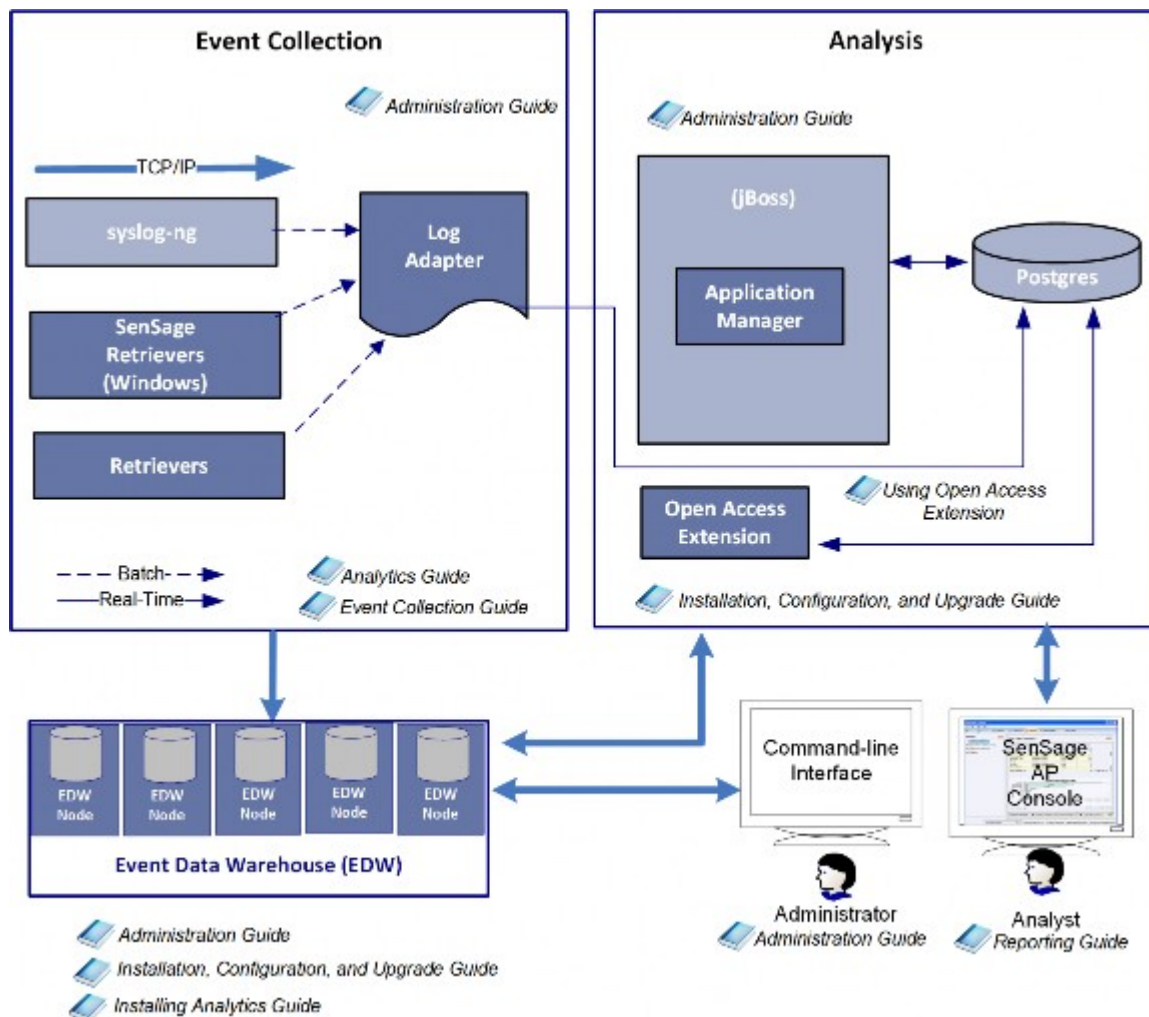 Event Collection
Administration Guide
TCP/IP
syslog-ng
Log
Adapter
SenSage
Retrievers
(Windows)
Retrievers
Batch
Real-Time
Analytics Guide
Event Collection Guide
Analysis
Administration Guide
(jBoss)
Application
Manager
Postgres
Using Open Access
Extension
Open Access
Extension
Installation, Configuration, and Upgrade Guide
EDW
Node
EDW
Node
EDW
Node
EDW
Node
EDW
Node
Event Data Warehouse (EDW)
Administration Guide
Installation, Configuration, and Upgrade Guide
Installing Analytics Guide
Command-line
Interface
Administrator
Administration Guide
SenSage
AP
Console
Analyst
Reporting Guide